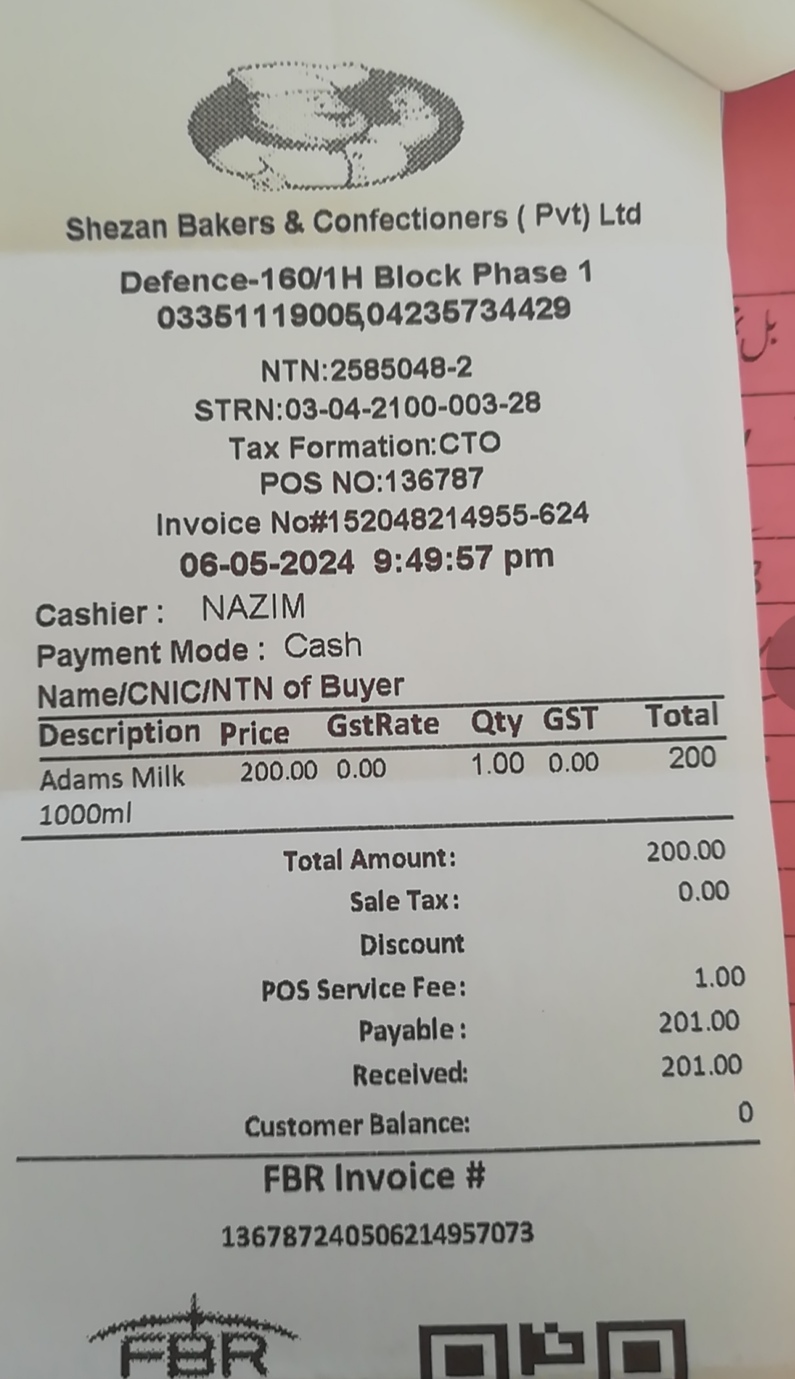 Shezan Bakers & Confectioners ( Pvt) Ltd
Defence-160/1H Block Phase 1
03351119005,04235734429
NTN:2585048-2
STRN:03-04-2100-003-28
Tax Formation:CTO
POS NO:136787
Invoice No#152048214955-624
06-05-2024 9:49:57 pm
Cashier : NAZIM
Payment Mode : Cash
Name/CNIC/NTN of Buyer
Description Price GstRate Qty GST Total
Adams Milk 200.00 0.00 1.00 0.00 200
1000ml
Total Amount: 200.00
Sale Tax: 0.00
Discount
POS Service Fee: 1.00
Payable : 201.00
Received: 201.00
Customer Balance: 0
FBR Invoice #
136787240506214957073
FBR
بل